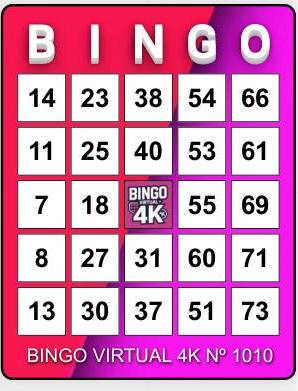 B I N G O
14 23 38 54 66
11 25 40 53 61
7 18 BINGO VIRTUAL 4K 55 69
8 27 31 60 71
13 30 37 51 73
BINGO VIRTUAL 4K Nº 1010